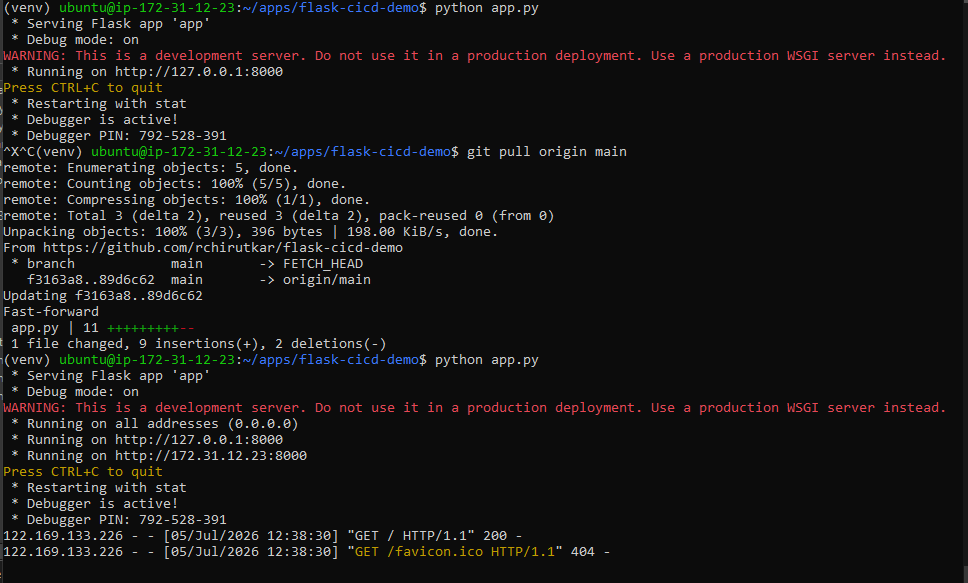 (venv) ubuntu@ip-172-31-12-23:~/apps/flask-cicd-demo$ python app.py
 * Serving Flask app 'app'
 * Debug mode: on
WARNING: This is a development server. Do not use it in a production deployment. Use a production WSGI server instead.
 * Running on http://127.0.0.1:8000
Press CTRL+C to quit
 * Restarting with stat
 * Debugger is active!
 * Debugger PIN: 792-528-391
^X^C(venv) ubuntu@ip-172-31-12-23:~/apps/flask-cicd-demo$ git pull origin main
remote: Enumerating objects: 5, done.
remote: Counting objects: 100% (5/5), done.
remote: Compressing objects: 100% (1/1), done.
remote: Total 3 (delta 2), reused 3 (delta 2), pack-reused 0 (from 0)
Unpacking objects: 100% (3/3), 396 bytes | 198.00 KiB/s, done.
From https://github.com/rchirutkar/flask-cicd-demo
 * branch            main       -> FETCH_HEAD
   f3163a8..89d6c62  main       -> origin/main
Updating f3163a8..89d6c62
Fast-forward
 app.py | 11 +++++++++--
 1 file changed, 9 insertions(+), 2 deletions(-)
(venv) ubuntu@ip-172-31-12-23:~/apps/flask-cicd-demo$ python app.py
 * Serving Flask app 'app'
 * Debug mode: on
WARNING: This is a development server. Do not use it in a production deployment. Use a production WSGI server instead.
 * Running on all addresses (0.0.0.0)
 * Running on http://127.0.0.1:8000
 * Running on http://172.31.12.23:8000
Press CTRL+C to quit
 * Restarting with stat
 * Debugger is active!
 * Debugger PIN: 792-528-391
122.169.133.226 - - [05/Jul/2026 12:38:30] "GET / HTTP/1.1" 200 -
122.169.133.226 - - [05/Jul/2026 12:38:30] "GET /favicon.ico HTTP/1.1" 404 -